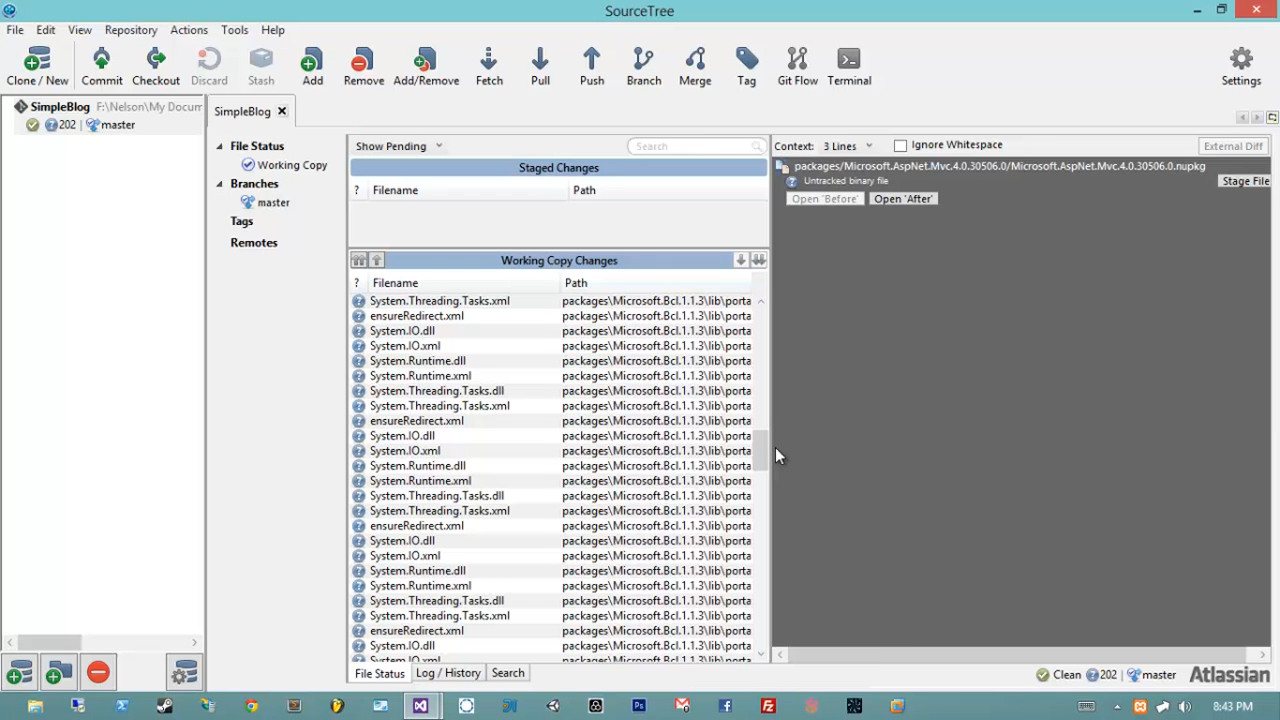 SourceTree
File Edit View Repository Actions Tools Help
Clone / New Commit Checkout Discard Stash Add Remove Add/Remove Fetch Pull Push Branch Merge Tag Git Flow Terminal Settings
SimpleBlog F:\Nelson\My Docum
202 master
SimpleBlog
File Status
Working Copy
Branches
master
Tags
Remotes
Show Pending Search
Staged Changes
? Filename Path
Working Copy Changes
? Filename Path
System.Threading.Tasks.xml packages\Microsoft.Bcl.1.1.3\lib\porta
ensureRedirect.xml packages\Microsoft.Bcl.1.1.3\lib\porta
System.IO.dll packages\Microsoft.Bcl.1.1.3\lib\porta
System.IO.xml packages\Microsoft.Bcl.1.1.3\lib\porta
System.Runtime.dll packages\Microsoft.Bcl.1.1.3\lib\porta
System.Runtime.xml packages\Microsoft.Bcl.1.1.3\lib\porta
System.Threading.Tasks.dll packages\Microsoft.Bcl.1.1.3\lib\porta
System.Threading.Tasks.xml packages\Microsoft.Bcl.1.1.3\lib\porta
ensureRedirect.xml packages\Microsoft.Bcl.1.1.3\lib\porta
System.IO.dll packages\Microsoft.Bcl.1.1.3\lib\porta
System.IO.xml packages\Microsoft.Bcl.1.1.3\lib\porta
System.Runtime.dll packages\Microsoft.Bcl.1.1.3\lib\porta
System.Runtime.xml packages\Microsoft.Bcl.1.1.3\lib\porta
System.Threading.Tasks.dll packages\Microsoft.Bcl.1.1.3\lib\porta
System.Threading.Tasks.xml packages\Microsoft.Bcl.1.1.3\lib\porta
ensureRedirect.xml packages\Microsoft.Bcl.1.1.3\lib\porta
System.IO.dll packages\Microsoft.Bcl.1.1.3\lib\porta
System.IO.xml packages\Microsoft.Bcl.1.1.3\lib\porta
System.Runtime.dll packages\Microsoft.Bcl.1.1.3\lib\porta
System.Runtime.xml packages\Microsoft.Bcl.1.1.3\lib\porta
System.Threading.Tasks.dll packages\Microsoft.Bcl.1.1.3\lib\porta
System.Threading.Tasks.xml packages\Microsoft.Bcl.1.1.3\lib\porta
ensureRedirect.xml packages\Microsoft.Bcl.1.1.3\lib\porta
System.IO.dll packages\Microsoft.Bcl.1.1.3\lib\porta
System.IO.xml packages\Microsoft.Bcl.1.1.3\lib\porta
File Status Log / History Search
Context: 3 Lines Ignore Whitespace External Diff
packages/Microsoft.AspNet.Mvc.4.0.30506.0/Microsoft.AspNet.Mvc.4.0.30506.0.nupkg
Untracked binary file Stage File
Open 'Before' Open 'After'
Clean 202 master Atlassian
8:43 PM